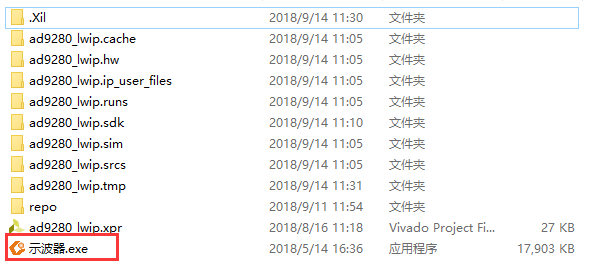 .Xil 2018/9/14 11:30 文件夹
ad9280_lwip.cache 2018/9/14 11:05 文件夹
ad9280_lwip.hw 2018/9/14 11:05 文件夹
ad9280_lwip.ip_user_files 2018/9/14 11:05 文件夹
ad9280_lwip.runs 2018/9/14 11:05 文件夹
ad9280_lwip.sdk 2018/9/14 11:10 文件夹
ad9280_lwip.sim 2018/9/14 11:05 文件夹
ad9280_lwip.srcs 2018/9/14 11:05 文件夹
ad9280_lwip.tmp 2018/9/14 11:31 文件夹
repo 2018/9/11 11:54 文件夹
ad9280_lwip.xpr 2018/8/16 11:18 Vivado Project Fi... 27 KB
示波器.exe 2018/5/14 16:36 应用程序 17,903 KB